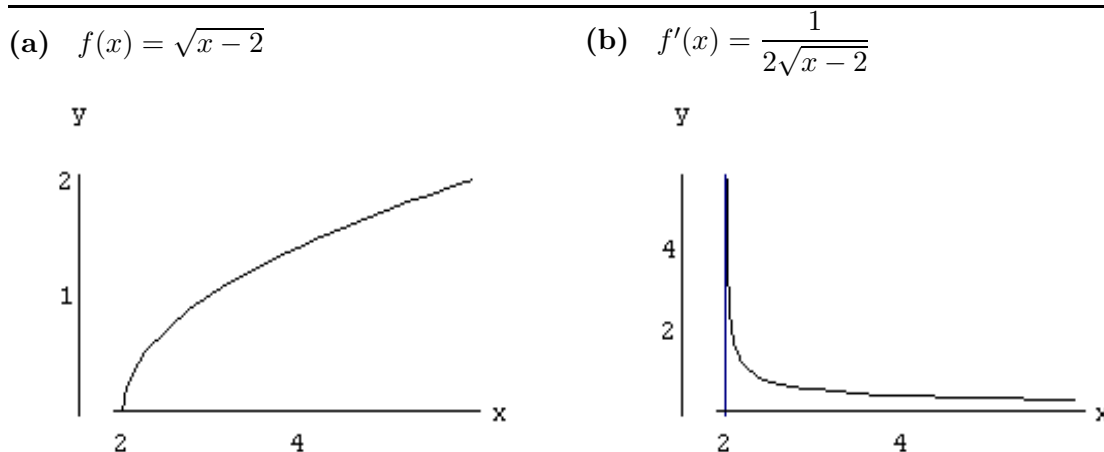 (a) f(x) = √(x − 2)
(b) f′(x) = 1/(2√(x − 2))
y
2
1
2 4
x
y
4
2
2 4
x